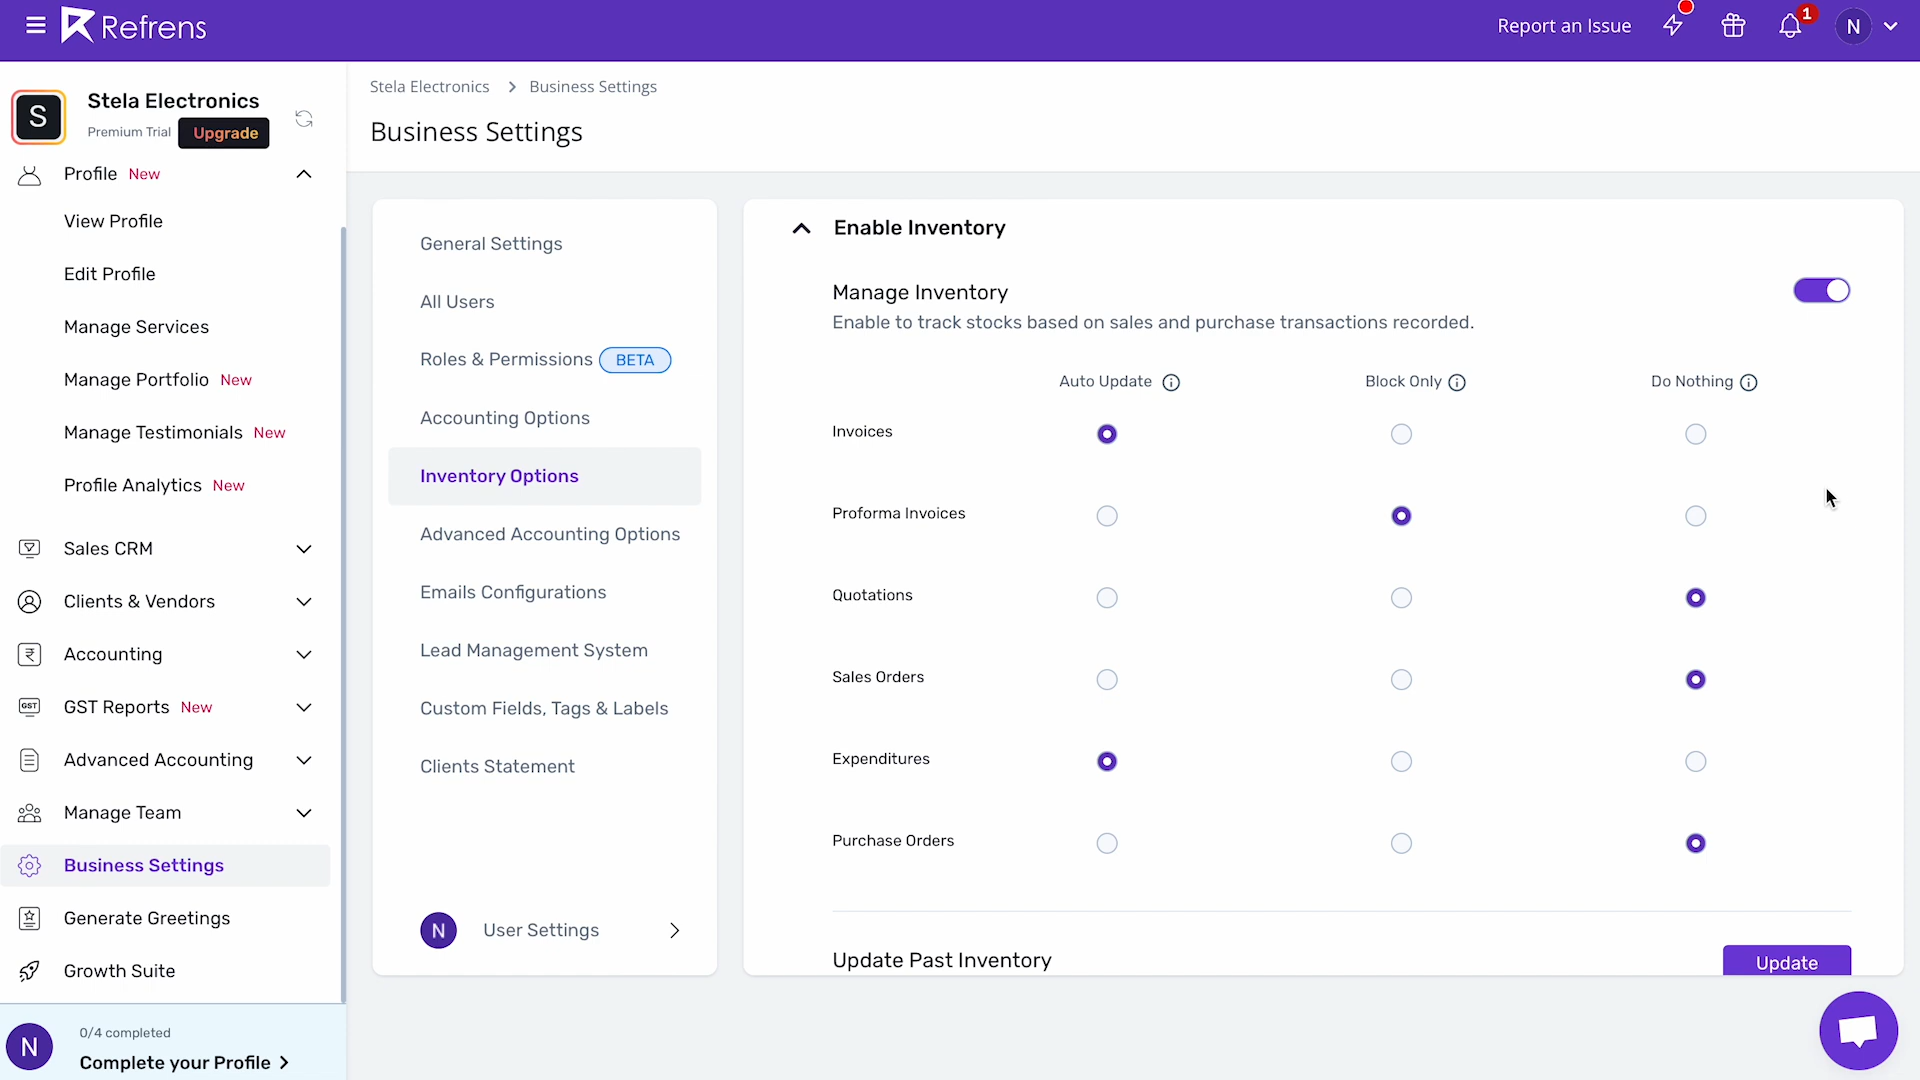 Refrens
Report an Issue
1
N
S
Stela Electronics
Premium Trial
Upgrade
Profile New
View Profile
Edit Profile
Manage Services
Manage Portfolio New
Manage Testimonials New
Profile Analytics New
Sales CRM
Clients & Vendors
Accounting
GST
GST Reports New
Advanced Accounting
Manage Team
Business Settings
Generate Greetings
Growth Suite
N
0/4 completed
Complete your Profile
Stela Electronics > Business Settings
Business Settings
General Settings
All Users
Roles & Permissions BETA
Accounting Options
Inventory Options
Advanced Accounting Options
Emails Configurations
Lead Management System
Custom Fields, Tags & Labels
Clients Statement
N User Settings
Enable Inventory
Manage Inventory
Enable to track stocks based on sales and purchase transactions recorded.
Auto Update Block Only Do Nothing
Invoices
Proforma Invoices
Quotations
Sales Orders
Expenditures
Purchase Orders
Update Past Inventory
Update